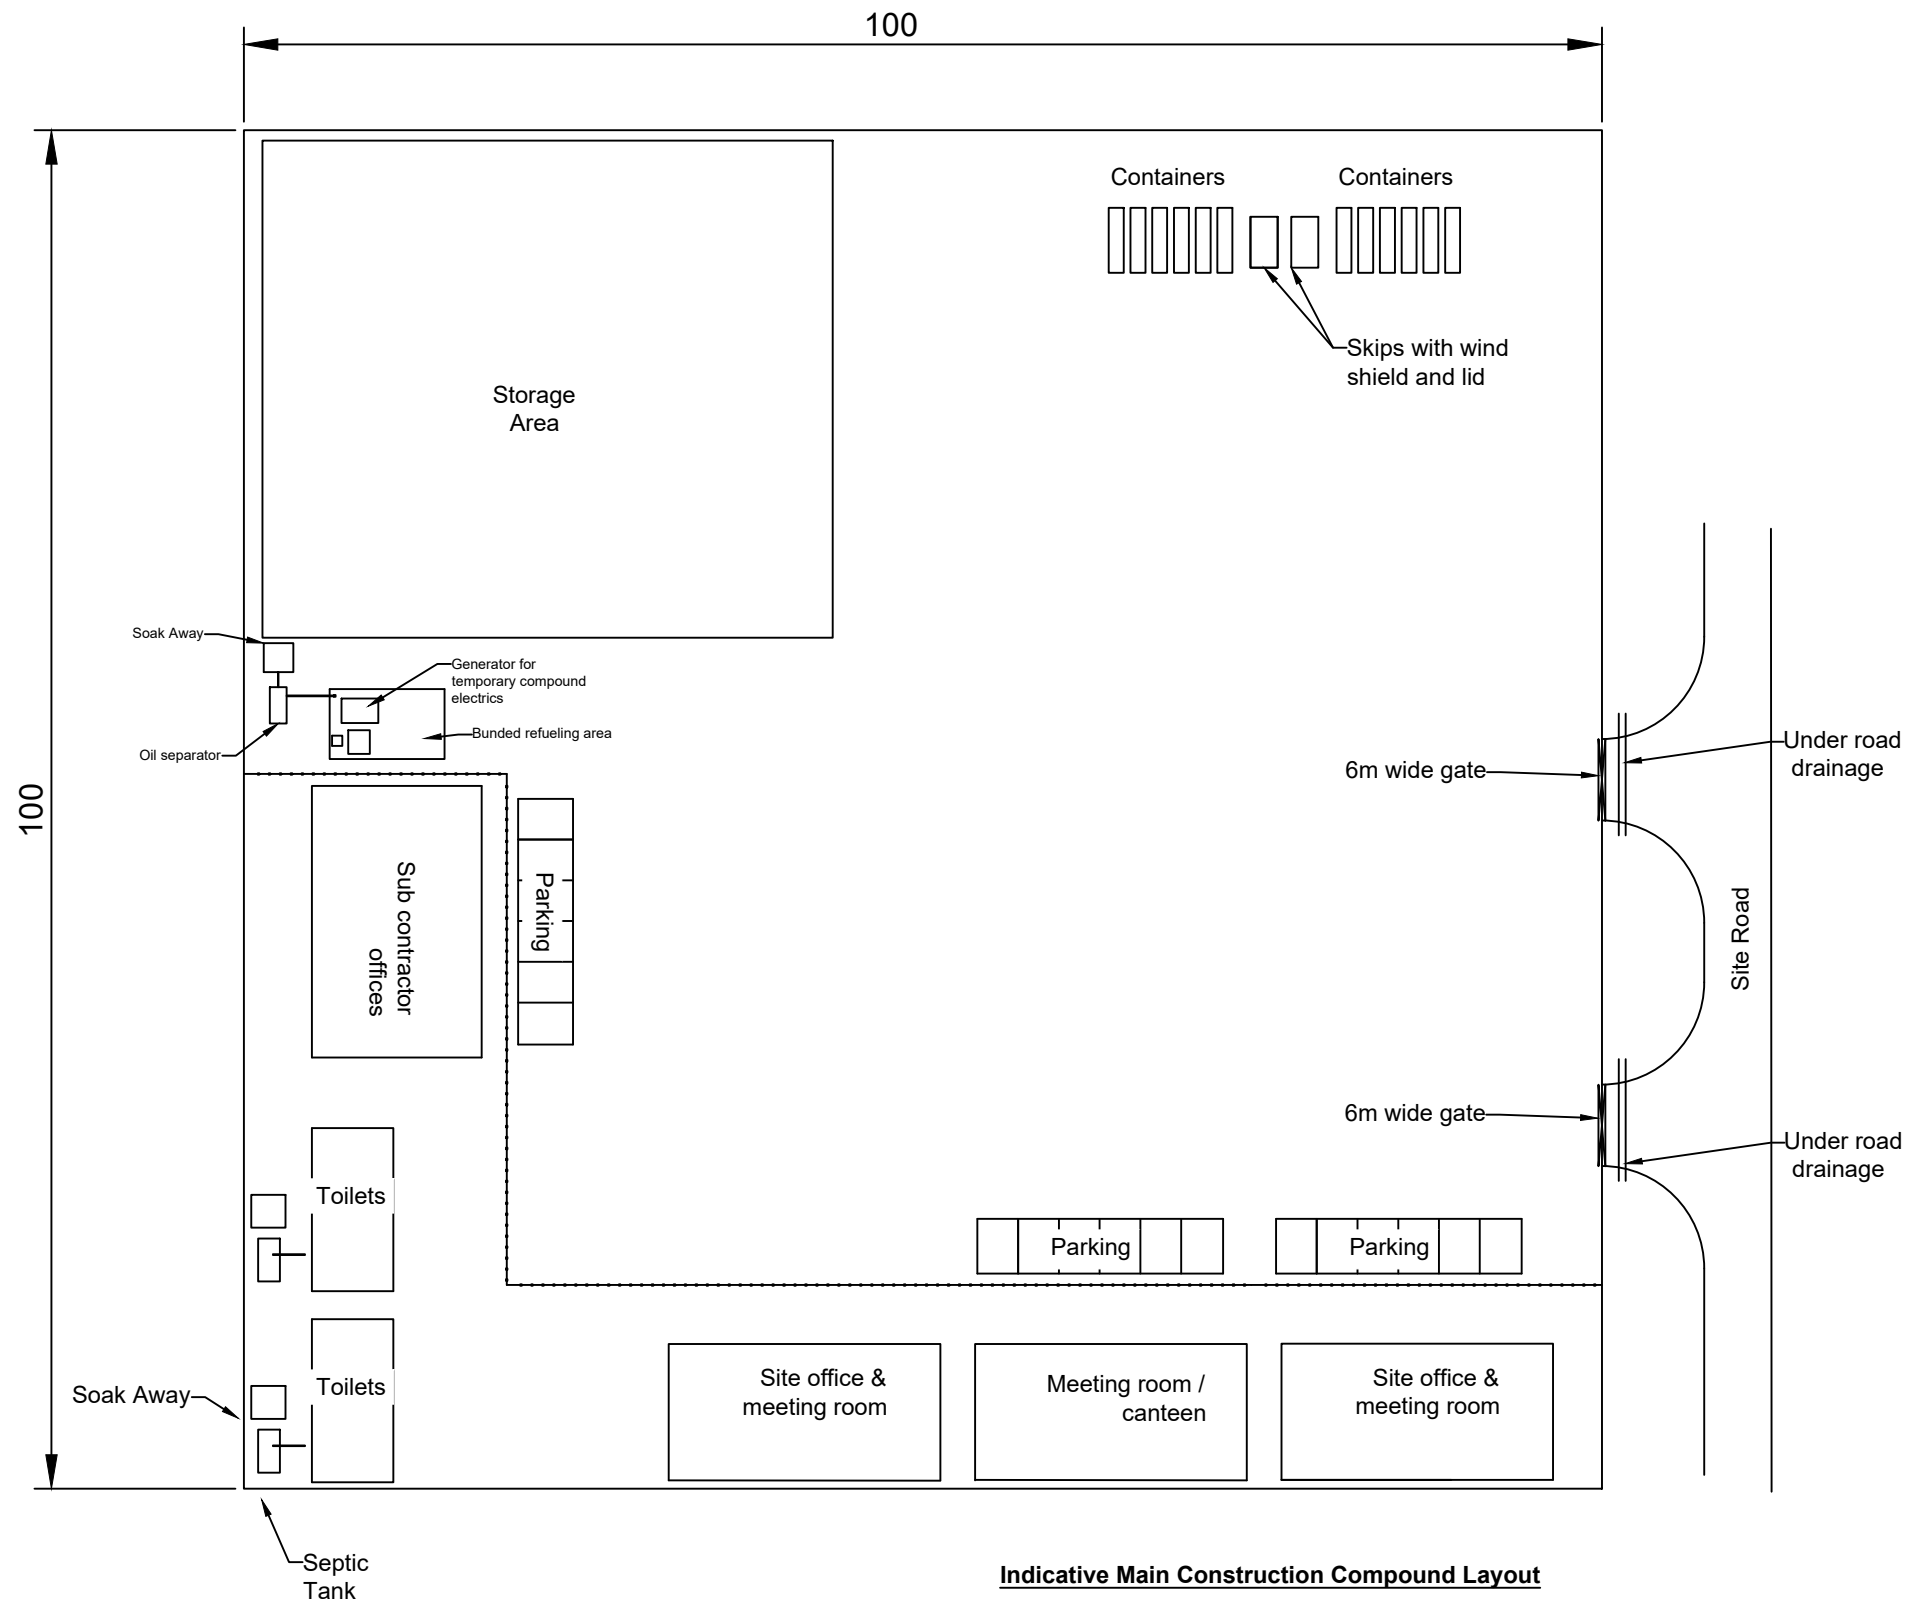 100
Containers
Containers
Skips with wind
shield and lid
Storage
Area
Soak Away
Generator for
temporary compound
electrics
Bunded refueling area
Oil separator
100
6m wide gate
Under road
drainage
Sub contractor
offices
Parking
Site Road
6m wide gate
Under road
drainage
Toilets
Parking
Parking
Toilets
Soak Away
Site office &
meeting room
Meeting room /
canteen
Site office &
meeting room
Septic
Tank
Indicative Main Construction Compound Layout